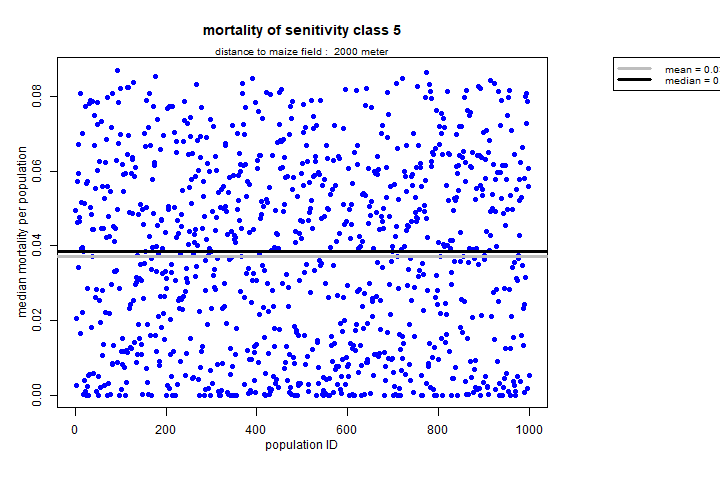 mortality of senitivity class 5
distance to maize field : 2000 meter
mean = 0.0
median = 0
median mortality per population
0.08
0.06
0.04
0.02
0.00
0 200 400 600 800 1000
population ID